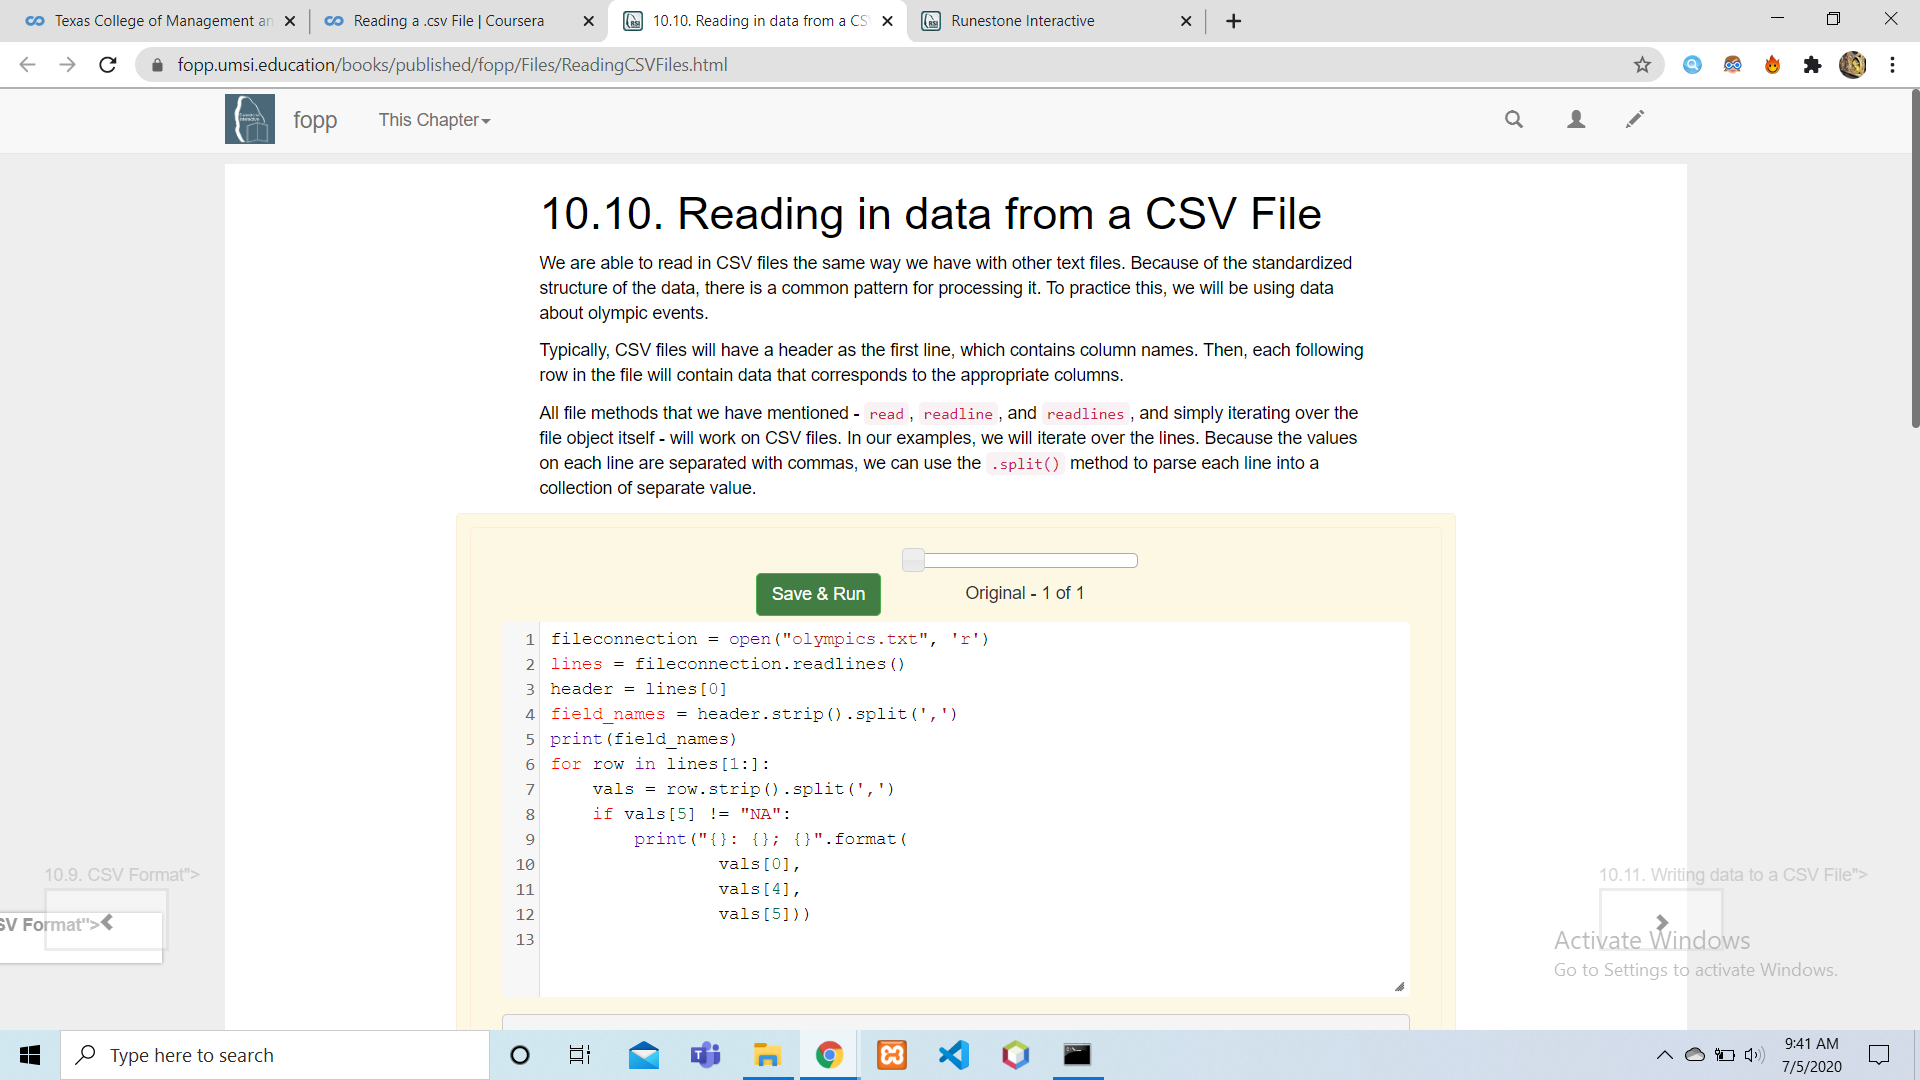 Texas College of Management an
Reading a .csv File | Coursera
10.10. Reading in data from a CS
Runestone Interactive
fopp.umsi.education/books/published/fopp/Files/ReadingCSVFiles.html
fopp
This Chapter
10.10. Reading in data from a CSV File
We are able to read in CSV files the same way we have with other text files. Because of the standardized
structure of the data, there is a common pattern for processing it. To practice this, we will be using data
about olympic events.
Typically, CSV files will have a header as the first line, which contains column names. Then, each following
row in the file will contain data that corresponds to the appropriate columns.
All file methods that we have mentioned - read , readline , and readlines , and simply iterating over the
file object itself - will work on CSV files. In our examples, we will iterate over the lines. Because the values
on each line are separated with commas, we can use the .split() method to parse each line into a
collection of separate value.
Save & Run
Original - 1 of 1
1 fileconnection = open("olympics.txt", 'r')
2 lines = fileconnection.readlines()
3 header = lines[0]
4 field_names = header.strip().split(',')
5 print(field_names)
6 for row in lines[1:]:
7     vals = row.strip().split(',')
8     if vals[5] != "NA":
9         print("{}: {}; {}".format(
10                 vals[0],
11                 vals[4],
12                 vals[5]))
13
10.9. CSV Format">
SV Format">
10.11. Writing data to a CSV File">
Activate Windows
Go to Settings to activate Windows.
Type here to search
9:41 AM
7/5/2020